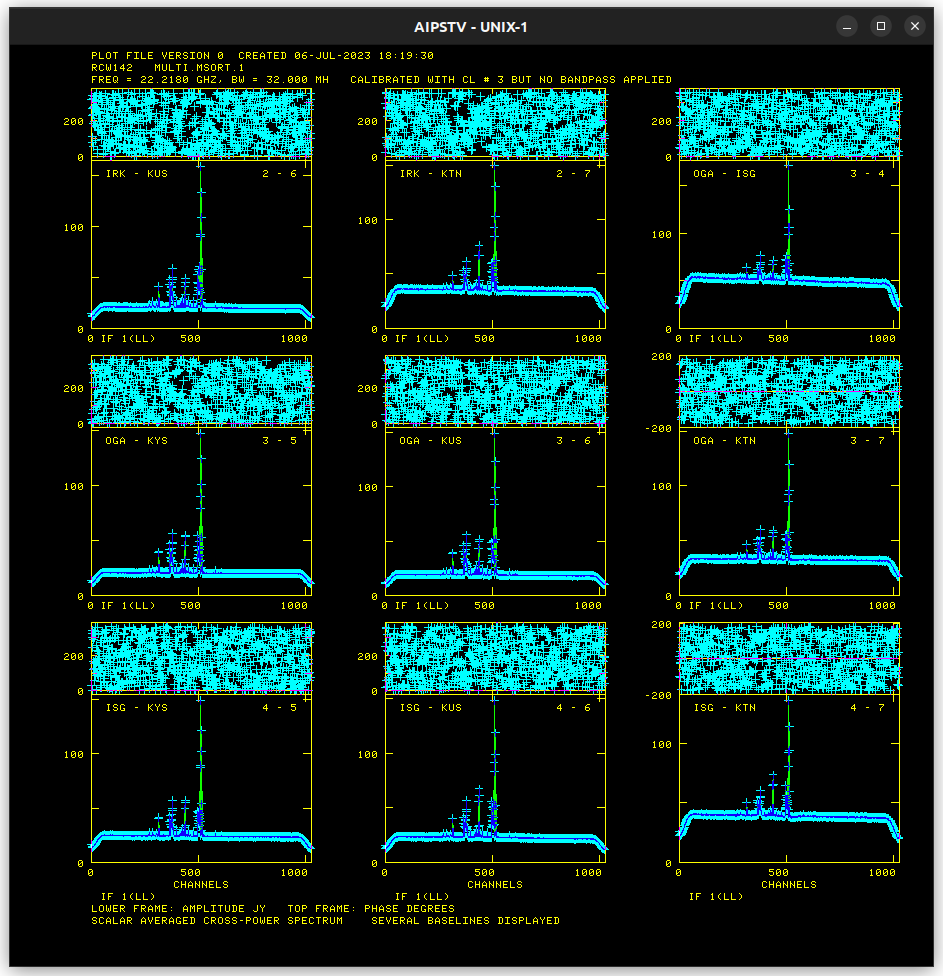 AIPSTV - UNIX-1
PLOT FILE VERSION 0 CREATED 06-JUL-2023 18:19:30
RCW142 MULTI.MSORT.1
FREQ = 22.2180 GHZ, BW = 32.000 MH CALIBRATED WITH CL # 3 BUT NO BANDPASS APPLIED
200 200 200
0 0 0
IRK - KUS 2 - 6 IRK - KTN 2 - 7 OGA - ISG 3 - 4
100 100 100
0 0 0
0 IF 1(LL) 500 1000 0 IF 1(LL) 500 1000 0 IF 1(LL) 500 1000
200 200 200
0 0 -200
OGA - KYS 3 - 5 OGA - KUS 3 - 6 OGA - KTN 3 - 7
100 100 100
0 0 0
0 IF 1(LL) 500 1000 0 IF 1(LL) 500 1000 0 IF 1(LL) 500 1000
200 200 200
0 0 -200
ISG - KYS 4 - 5 ISG - KUS 4 - 6 ISG - KTN 4 - 7
100 100 100
0 0 0
0 500 1000 0 500 1000 0 500 1000
CHANNELS CHANNELS CHANNELS
IF 1(LL) IF 1(LL) IF 1(LL)
LOWER FRAME: AMPLITUDE JY TOP FRAME: PHASE DEGREES
SCALAR AVERAGED CROSS-POWER SPECTRUM SEVERAL BASELINES DISPLAYED